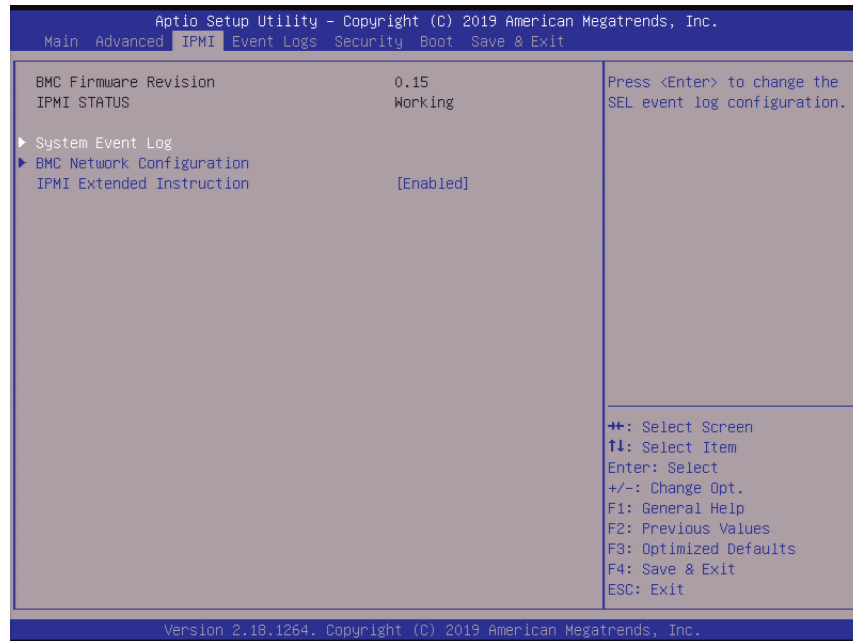 Aptio Setup Utility – Copyright (C) 2019 American Megatrends, Inc.
Main Advanced IPMI Event Logs Security Boot Save & Exit
BMC Firmware Revision 0.15
IPMI STATUS Working
▶ System Event Log
▶ BMC Network Configuration
IPMI Extended Instruction [Enabled]
Press <Enter> to change the
SEL event log configuration.
→←: Select Screen
↑↓: Select Item
Enter: Select
+/-: Change Opt.
F1: General Help
F2: Previous Values
F3: Optimized Defaults
F4: Save & Exit
ESC: Exit
Version 2.18.1264. Copyright (C) 2019 American Megatrends, Inc.